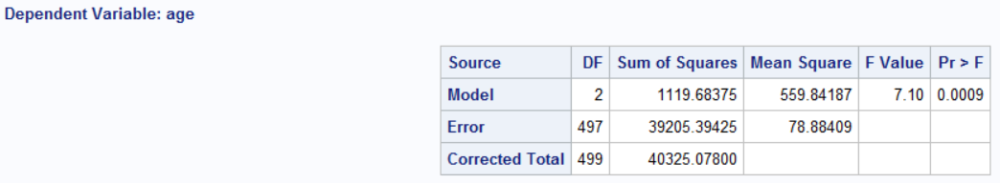 Dependent Variable: age
Source DF Sum of Squares Mean Square F Value Pr > F
Model 2 1119.68375 559.84187 7.10 0.0009
Error 497 39205.39425 78.88409
Corrected Total 499 40325.07800